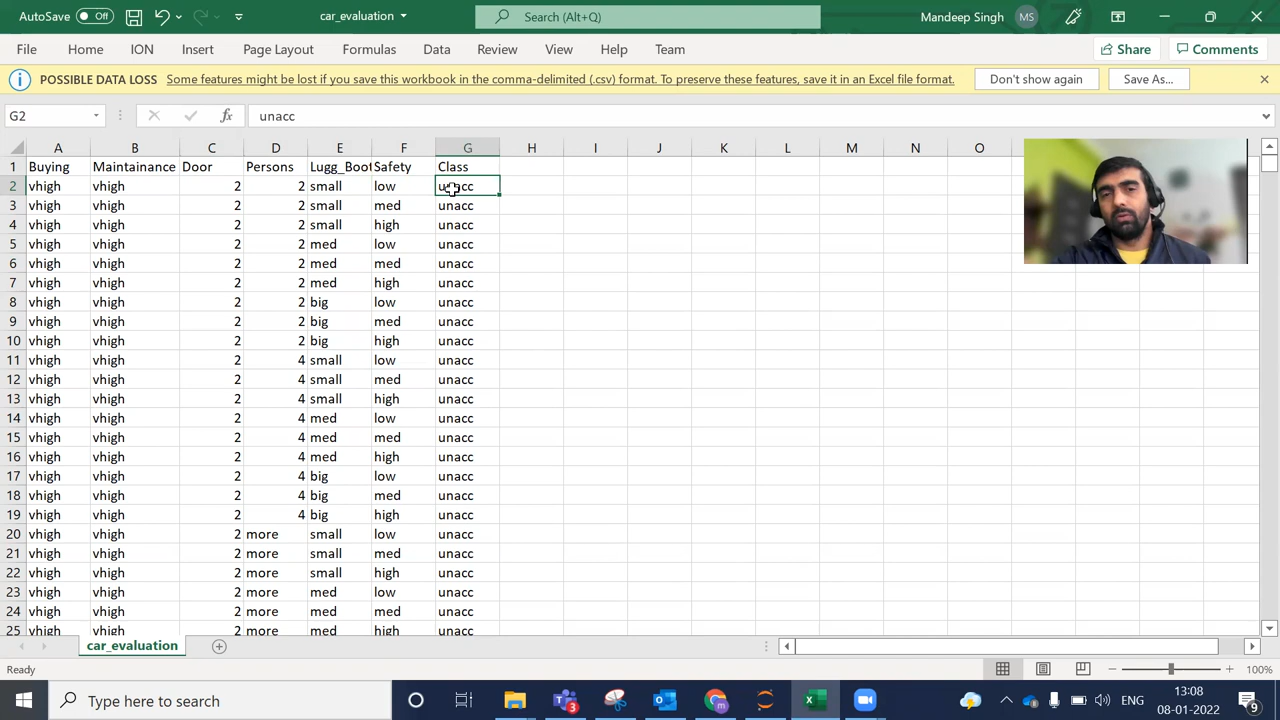 AutoSave Off car_evaluation Search (Alt+Q) Mandeep Singh MS
File Home ION Insert Page Layout Formulas Data Review View Help Team Share Comments
POSSIBLE DATA LOSS Some features might be lost if you save this workbook in the comma-delimited (.csv) format. To preserve these features, save it in an Excel file format. Don't show again Save As...
G2 fx unacc
A B C D E F G H I J K L M N O
1 Buying Maintainance Door Persons Lugg_Boot Safety Class
2 vhigh vhigh 2 2 small low unacc
3 vhigh vhigh 2 2 small med unacc
4 vhigh vhigh 2 2 small high unacc
5 vhigh vhigh 2 2 med low unacc
6 vhigh vhigh 2 2 med med unacc
7 vhigh vhigh 2 2 med high unacc
8 vhigh vhigh 2 2 big low unacc
9 vhigh vhigh 2 2 big med unacc
10 vhigh vhigh 2 2 big high unacc
11 vhigh vhigh 2 4 small low unacc
12 vhigh vhigh 2 4 small med unacc
13 vhigh vhigh 2 4 small high unacc
14 vhigh vhigh 2 4 med low unacc
15 vhigh vhigh 2 4 med med unacc
16 vhigh vhigh 2 4 med high unacc
17 vhigh vhigh 2 4 big low unacc
18 vhigh vhigh 2 4 big med unacc
19 vhigh vhigh 2 4 big high unacc
20 vhigh vhigh 2 more small low unacc
21 vhigh vhigh 2 more small med unacc
22 vhigh vhigh 2 more small high unacc
23 vhigh vhigh 2 more med low unacc
24 vhigh vhigh 2 more med med unacc
25 vhigh vhigh 2 more med high unacc
car_evaluation
Ready 100%
Type here to search ENG 13:08
08-01-2022 9